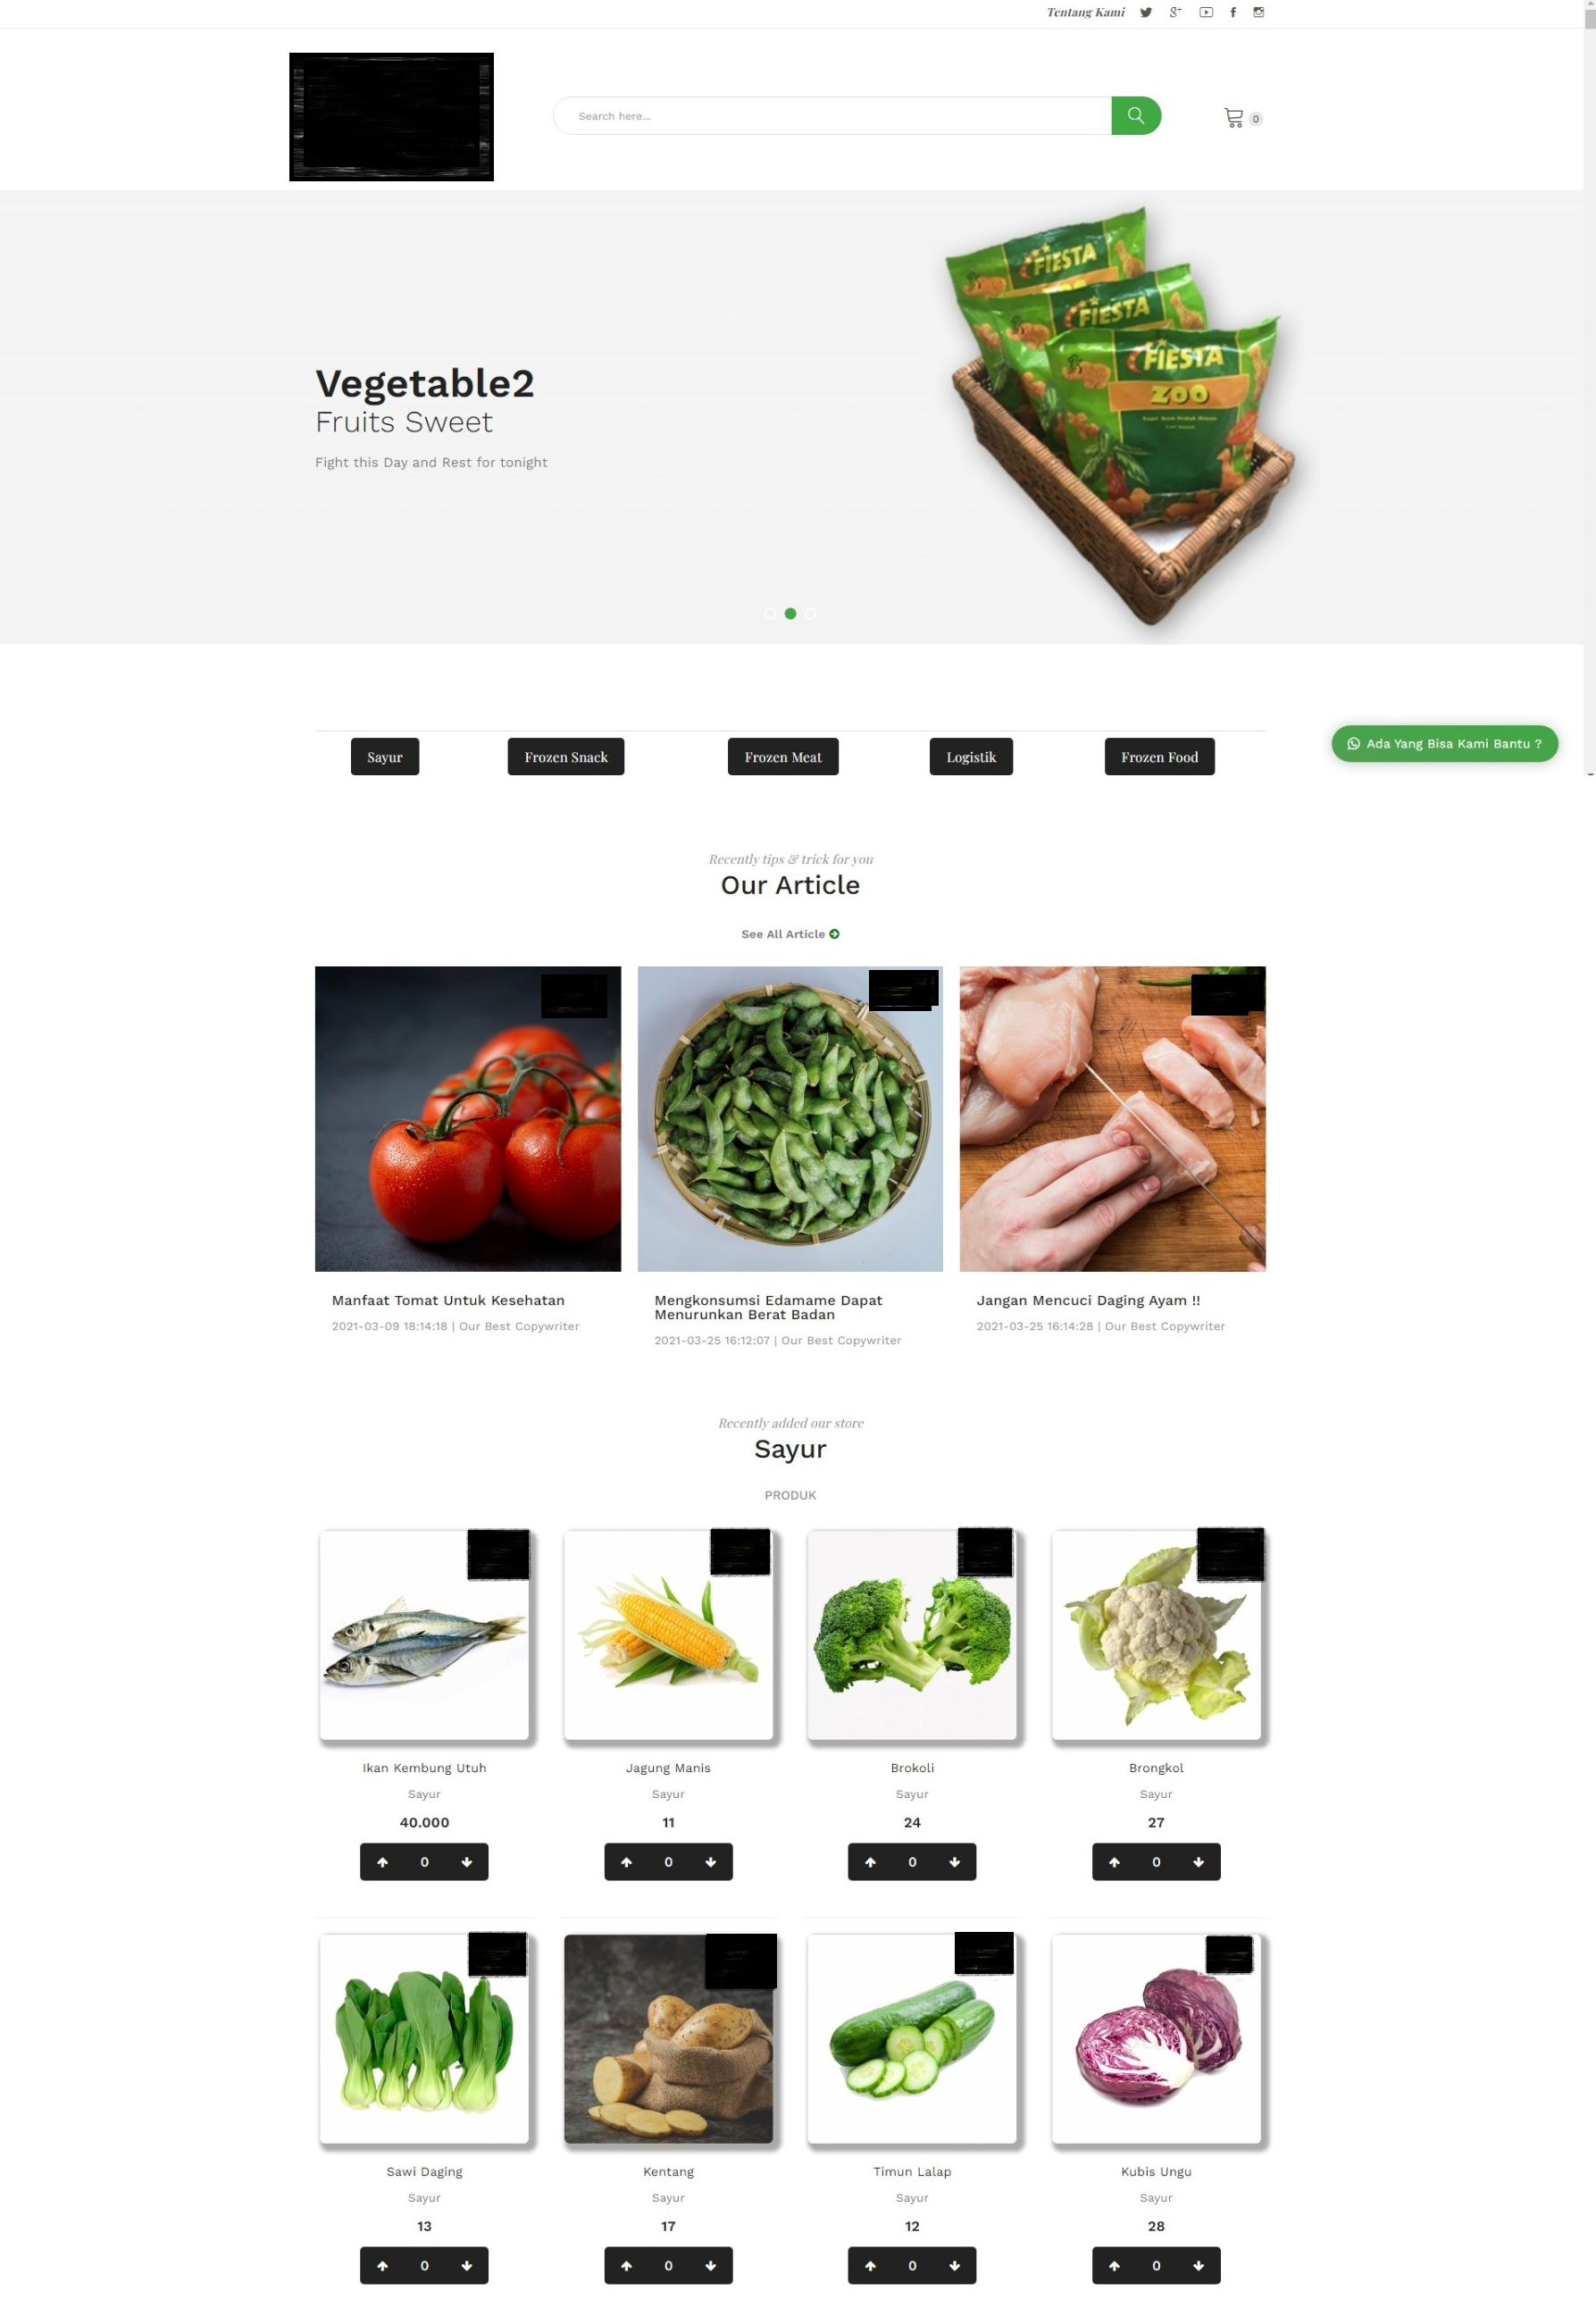 Tentang Kami
Search here...
0
FIESTA
FIESTA
FIESTA
ZOO
Vegetable2
Fruits Sweet
Fight this Day and Rest for tonight
Sayur
Frozen Snack
Frozen Meat
Logistik
Frozen Food
Ada Yang Bisa Kami Bantu ?
Recently tips & trick for you
Our Article
See All Article
Manfaat Tomat Untuk Kesehatan
2021-03-09 18:14:18 | Our Best Copywriter
Mengkonsumsi Edamame Dapat
Menurunkan Berat Badan
2021-03-25 16:12:07 | Our Best Copywriter
Jangan Mencuci Daging Ayam !!
2021-03-25 16:14:28 | Our Best Copywriter
Recently added our store
Sayur
PRODUK
Ikan Kembung Utuh
Sayur
40.000
0
Jagung Manis
Sayur
11
0
Brokoli
Sayur
24
0
Brongkol
Sayur
27
0
Sawi Daging
Sayur
13
0
Kentang
Sayur
17
0
Timun Lalap
Sayur
12
0
Kubis Ungu
Sayur
28
0